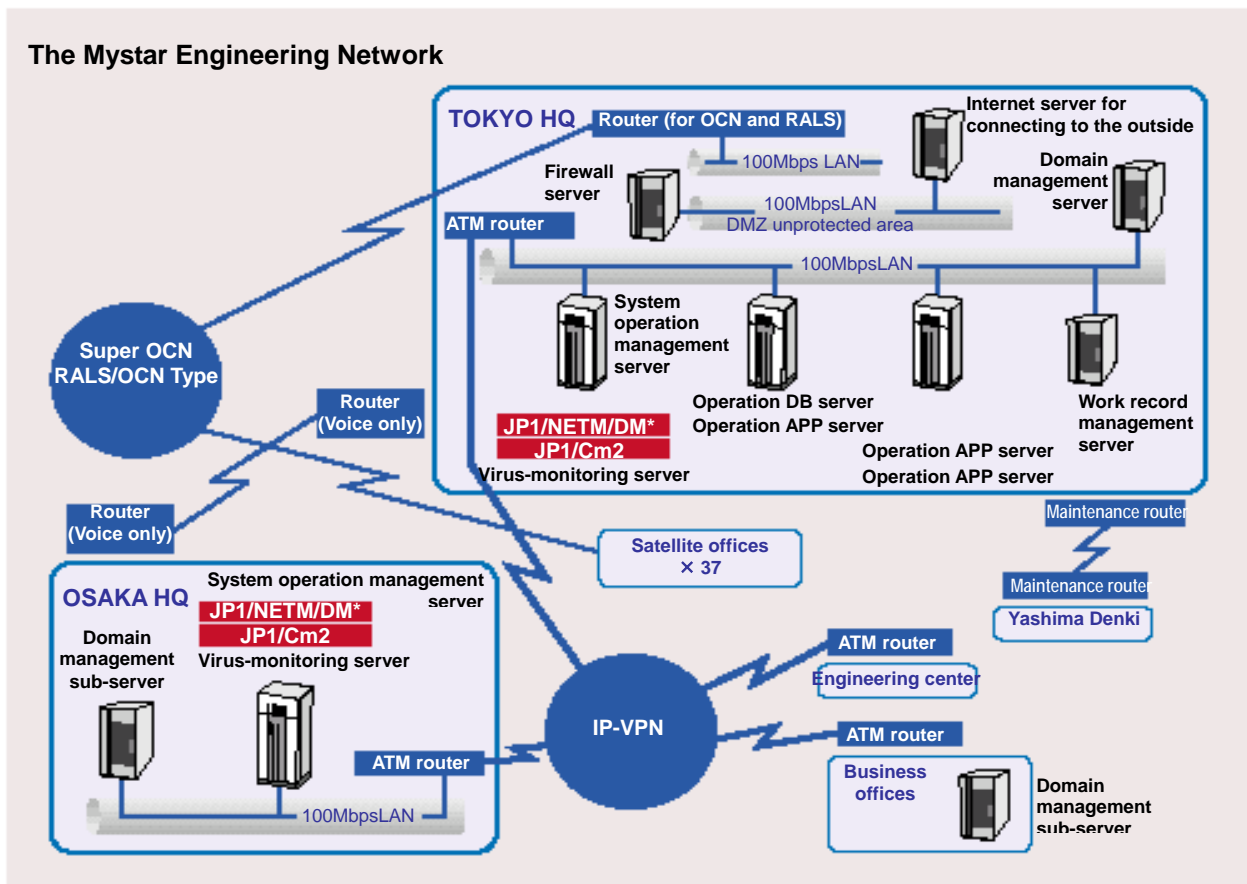 The Mystar Engineering Network
TOKYO HQ
Router (for OCN and RALS)
Internet server for
connecting to the outside
100Mbps LAN
Firewall
server
Domain
management
server
100MbpsLAN
DMZ unprotected area
ATM router
100MbpsLAN
System
operation
management
server
Operation DB server
Operation APP server
Operation APP server
Operation APP server
Work record
management
server
JP1/NETM/DM*
JP1/Cm2
Virus-monitoring server
Super OCN
RALS/OCN Type
Router
(Voice only)
Router
(Voice only)
Satellite offices
× 37
Maintenance router
Maintenance router
Yashima Denki
OSAKA HQ
System operation management
server
JP1/NETM/DM*
JP1/Cm2
Virus-monitoring server
Domain
management
sub-server
ATM router
100MbpsLAN
IP-VPN
ATM router
Engineering center
ATM router
Business
offices
Domain
management
sub-server